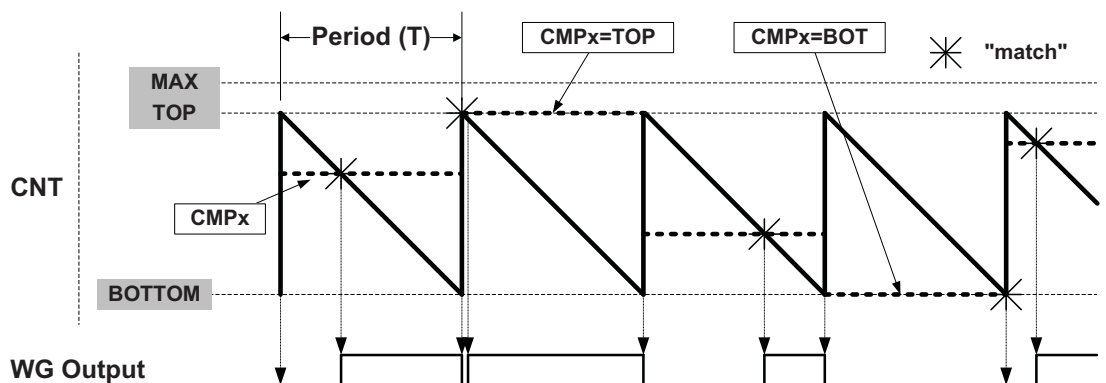 Period (T)
CMPx=TOP
CMPx=BOT
"match"
MAX
TOP
CNT
CMPx
BOTTOM
WG Output